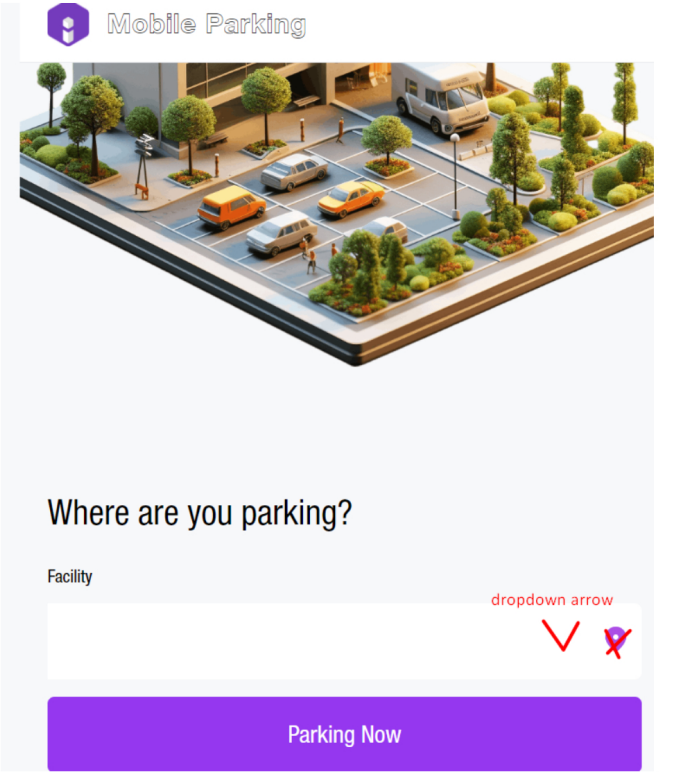 Mobile Parking
Where are you parking?
Facility
dropdown arrow
Parking Now